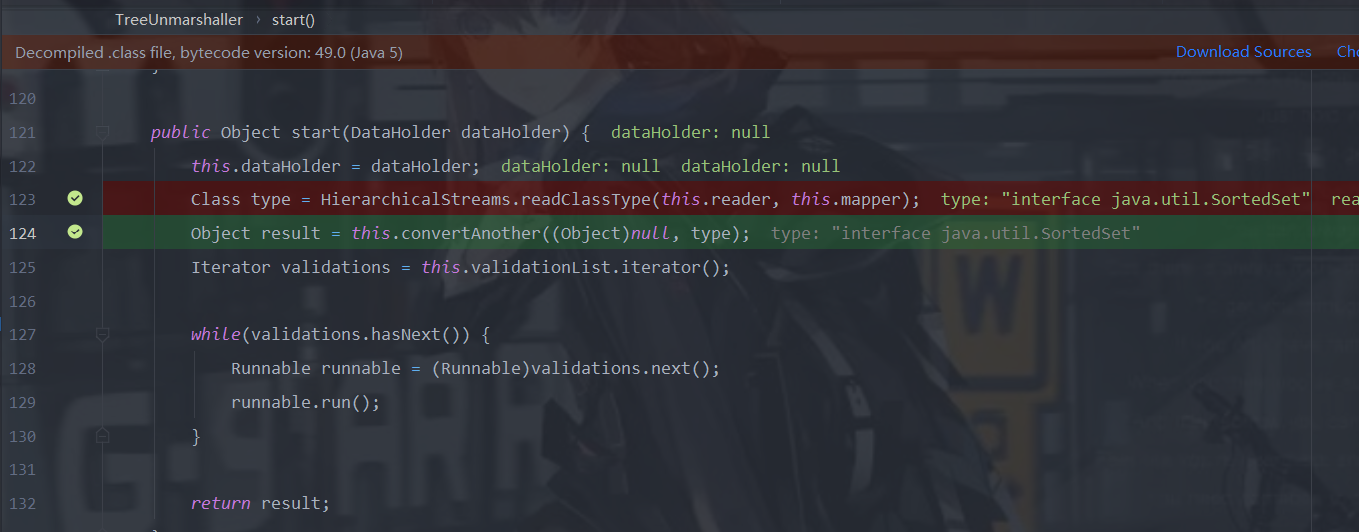 TreeUnmarshaller › start()
Decompiled .class file, bytecode version: 49.0 (Java 5) Download Sources Cho
120
121 public Object start(DataHolder dataHolder) { dataHolder: null
122 this.dataHolder = dataHolder; dataHolder: null dataHolder: null
123 Class type = HierarchicalStreams.readClassType(this.reader, this.mapper); type: "interface java.util.SortedSet" rea
124 Object result = this.convertAnother((Object)null, type); type: "interface java.util.SortedSet"
125 Iterator validations = this.validationList.iterator();
126
127 while(validations.hasNext()) {
128 Runnable runnable = (Runnable)validations.next();
129 runnable.run();
130 }
131
132 return result;